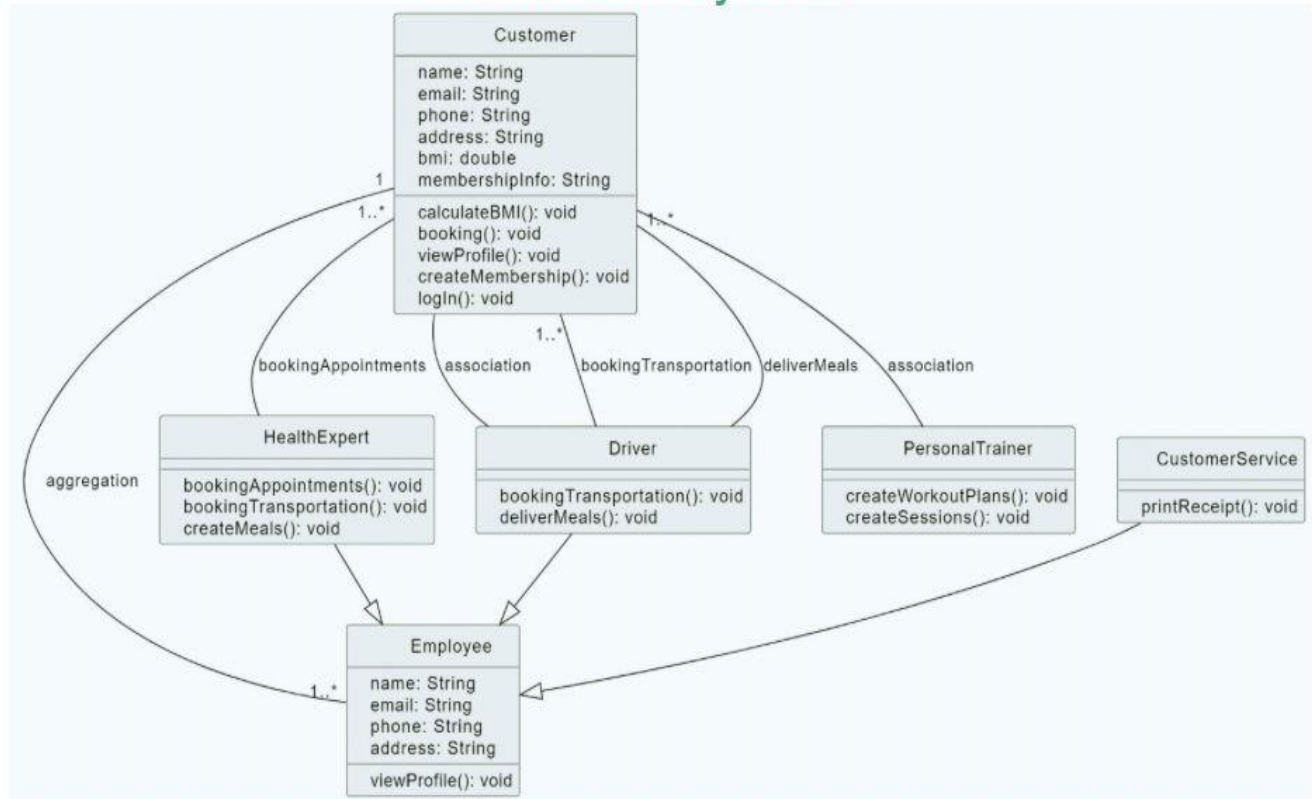 Customer
name: String
email: String
phone: String
address: String
bmi: double
membershipInfo: String
calculateBMI(): void
booking(): void
viewProfile(): void
createMembership(): void
logIn(): void
1
1..*
1..*
1..*
bookingAppointments
association
bookingTransportation
deliverMeals
association
aggregation
HealthExpert
bookingAppointments(): void
bookingTransportation(): void
createMeals(): void
Driver
bookingTransportation(): void
deliverMeals(): void
PersonalTrainer
createWorkoutPlans(): void
createSessions(): void
CustomerService
printReceipt(): void
1..*
Employee
name: String
email: String
phone: String
address: String
viewProfile(): void